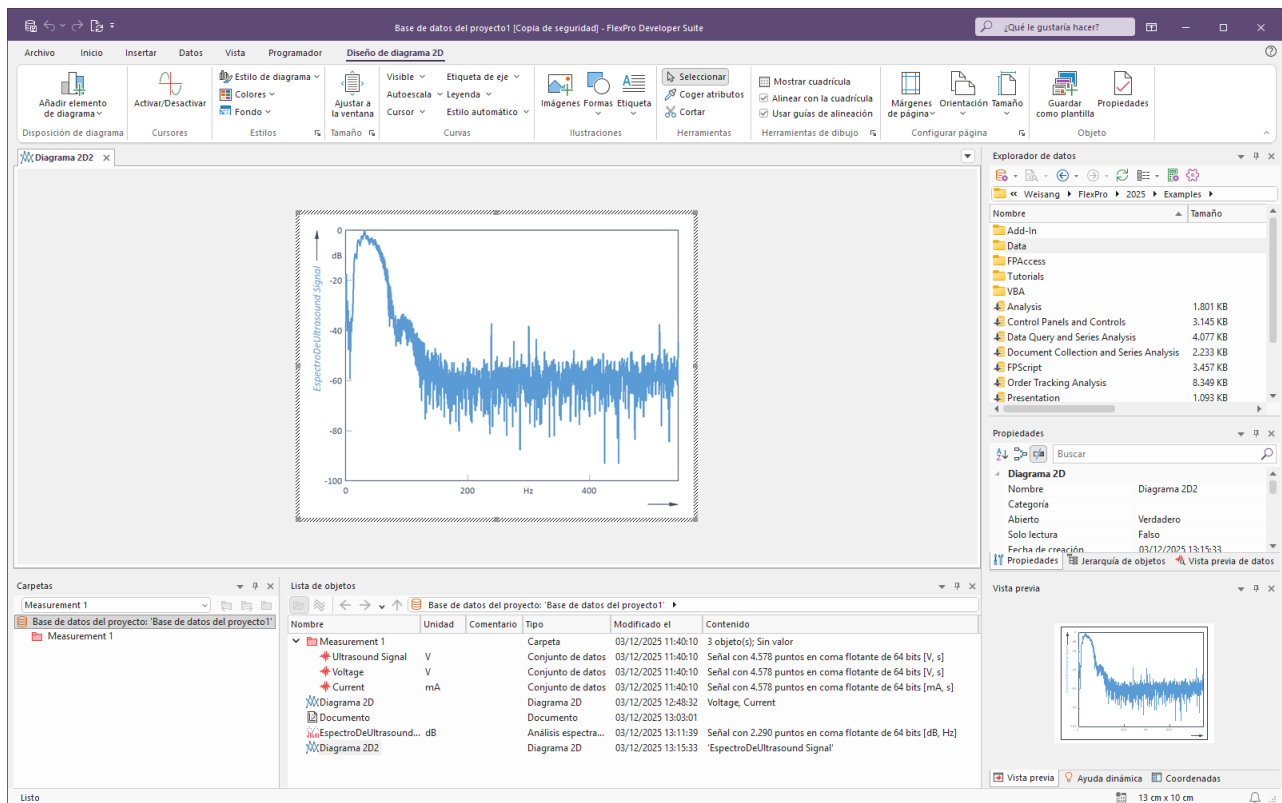 Base de datos del proyecto1 [Copia de seguridad] - FlexPro Developer Suite
¿Qué le gustaría hacer?
Archivo Inicio Insertar Datos Vista Programador Diseño de diagrama 2D
Añadir elemento de diagrama
Disposición de diagrama
Activar/Desactivar
Cursores
Estilo de diagrama
Colores
Fondo
Estilos
Ajustar a la ventana
Tamaño
Visible
Autoescala
Cursor
Etiqueta de eje
Leyenda
Estilo automático
Curvas
Imágenes Formas Etiqueta
Ilustraciones
Seleccionar
Coger atributos
Cortar
Herramientas
Mostrar cuadrícula
Alinear con la cuadrícula
Usar guías de alineación
Herramientas de dibujo
Márgenes de página
Orientación
Tamaño
Configurar página
Guardar como plantilla
Propiedades
Objeto
Diagrama 2D2
EspectroDeUltrasound Signal
0
dB
-20
-40
-60
-80
-100
0 200 Hz 400
Explorador de datos
« Weisang FlexPro 2025 Examples
Nombre Tamaño
Add-In
Data
FPAccess
Tutorials
VBA
Analysis 1.801 KB
Control Panels and Controls 3.145 KB
Data Query and Series Analysis 4.077 KB
Document Collection and Series Analysis 2.233 KB
FPScript 3.457 KB
Order Tracking Analysis 8.349 KB
Presentation 1.093 KB
Propiedades
Buscar
Diagrama 2D
Nombre Diagrama 2D2
Categoría
Abierto Verdadero
Solo lectura Falso
Fecha de creación 03/12/2025 13:15:33
Propiedades Jerarquía de objetos Vista previa de datos
Carpetas
Measurement 1
Base de datos del proyecto: 'Base de datos del proyecto1'
Measurement 1
Lista de objetos
Base de datos del proyecto: 'Base de datos del proyecto1'
Nombre Unidad Comentario Tipo Modificado el Contenido
Measurement 1 Carpeta 03/12/2025 11:40:10 3 objeto(s); Sin valor
Ultrasound Signal V Conjunto de datos 03/12/2025 11:40:10 Señal con 4.578 puntos en coma flotante de 64 bits [V, s]
Voltage V Conjunto de datos 03/12/2025 11:40:10 Señal con 4.578 puntos en coma flotante de 64 bits [V, s]
Current mA Conjunto de datos 03/12/2025 11:40:10 Señal con 4.578 puntos en coma flotante de 64 bits [mA, s]
Diagrama 2D Diagrama 2D 03/12/2025 12:48:32 Voltage, Current
Documento Documento 03/12/2025 13:03:01
EspectroDeUltrasound... dB Análisis espectra... 03/12/2025 13:11:39 Señal con 2.290 puntos en coma flotante de 64 bits [dB, Hz]
Diagrama 2D2 Diagrama 2D 03/12/2025 13:15:33 'EspectroDeUltrasound Signal'
Vista previa
Vista previa Ayuda dinámica Coordenadas
Listo
13 cm x 10 cm